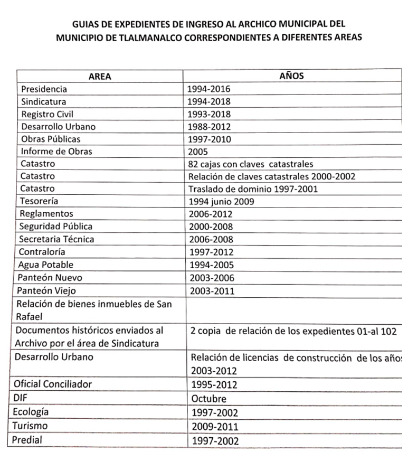 GUIAS DE EXPEDIENTES DE INGRESO AL ARCHICO MUNICIPAL DEL
MUNICIPIO DE TLALMANALCO CORRESPONDIENTES A DIFERENTES AREAS
AREA AÑOS
Presidencia 1994-2016
Sindicatura 1994-2018
Registro Civil 1993-2018
Desarrollo Urbano 1988-2012
Obras Públicas 1997-2010
Informe de Obras 2005
Catastro 82 cajas con claves catastrales
Catastro Relación de claves catastrales 2000-2002
Catastro Traslado de dominio 1997-2001
Tesorería 1994 junio 2009
Reglamentos 2006-2012
Seguridad Pública 2000-2008
Secretaria Técnica 2006-2008
Contraloría 1997-2012
Agua Potable 1994-2005
Panteón Nuevo 2003-2006
Panteón Viejo 2003-2011
Relación de bienes inmuebles de San
Rafael
Documentos históricos enviados al 2 copia de relación de los expedientes 01-al 102
Archivo por el área de Sindicatura
Desarrollo Urbano Relación de licencias de construcción de los años
2003-2012
Oficial Conciliador 1995-2012
DIF Octubre
Ecología 1997-2002
Turismo 2009-2011
Predial 1997-2002